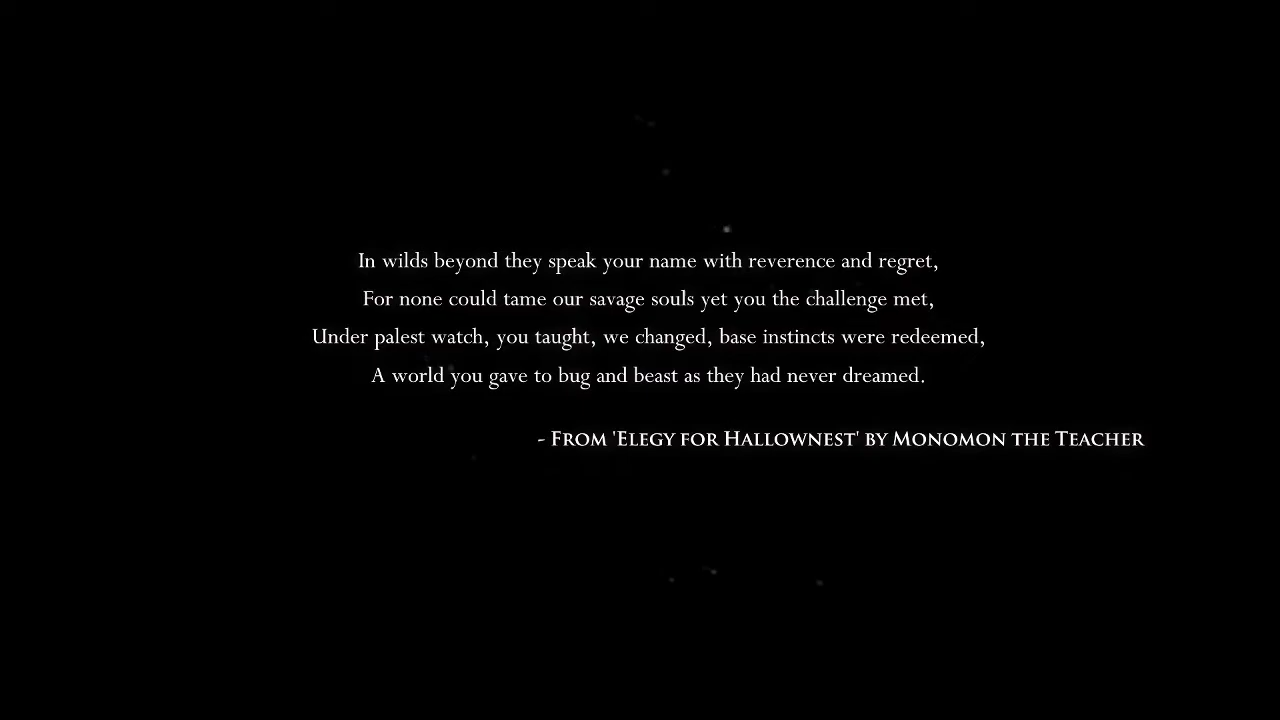 In wilds beyond they speak your name with reverence and regret,
For none could tame our savage souls yet you the challenge met,
Under palest watch, you taught, we changed, base instincts were redeemed,
A world you gave to bug and beast as they had never dreamed.
- From 'Elegy for Hallownest' by Monomon the Teacher